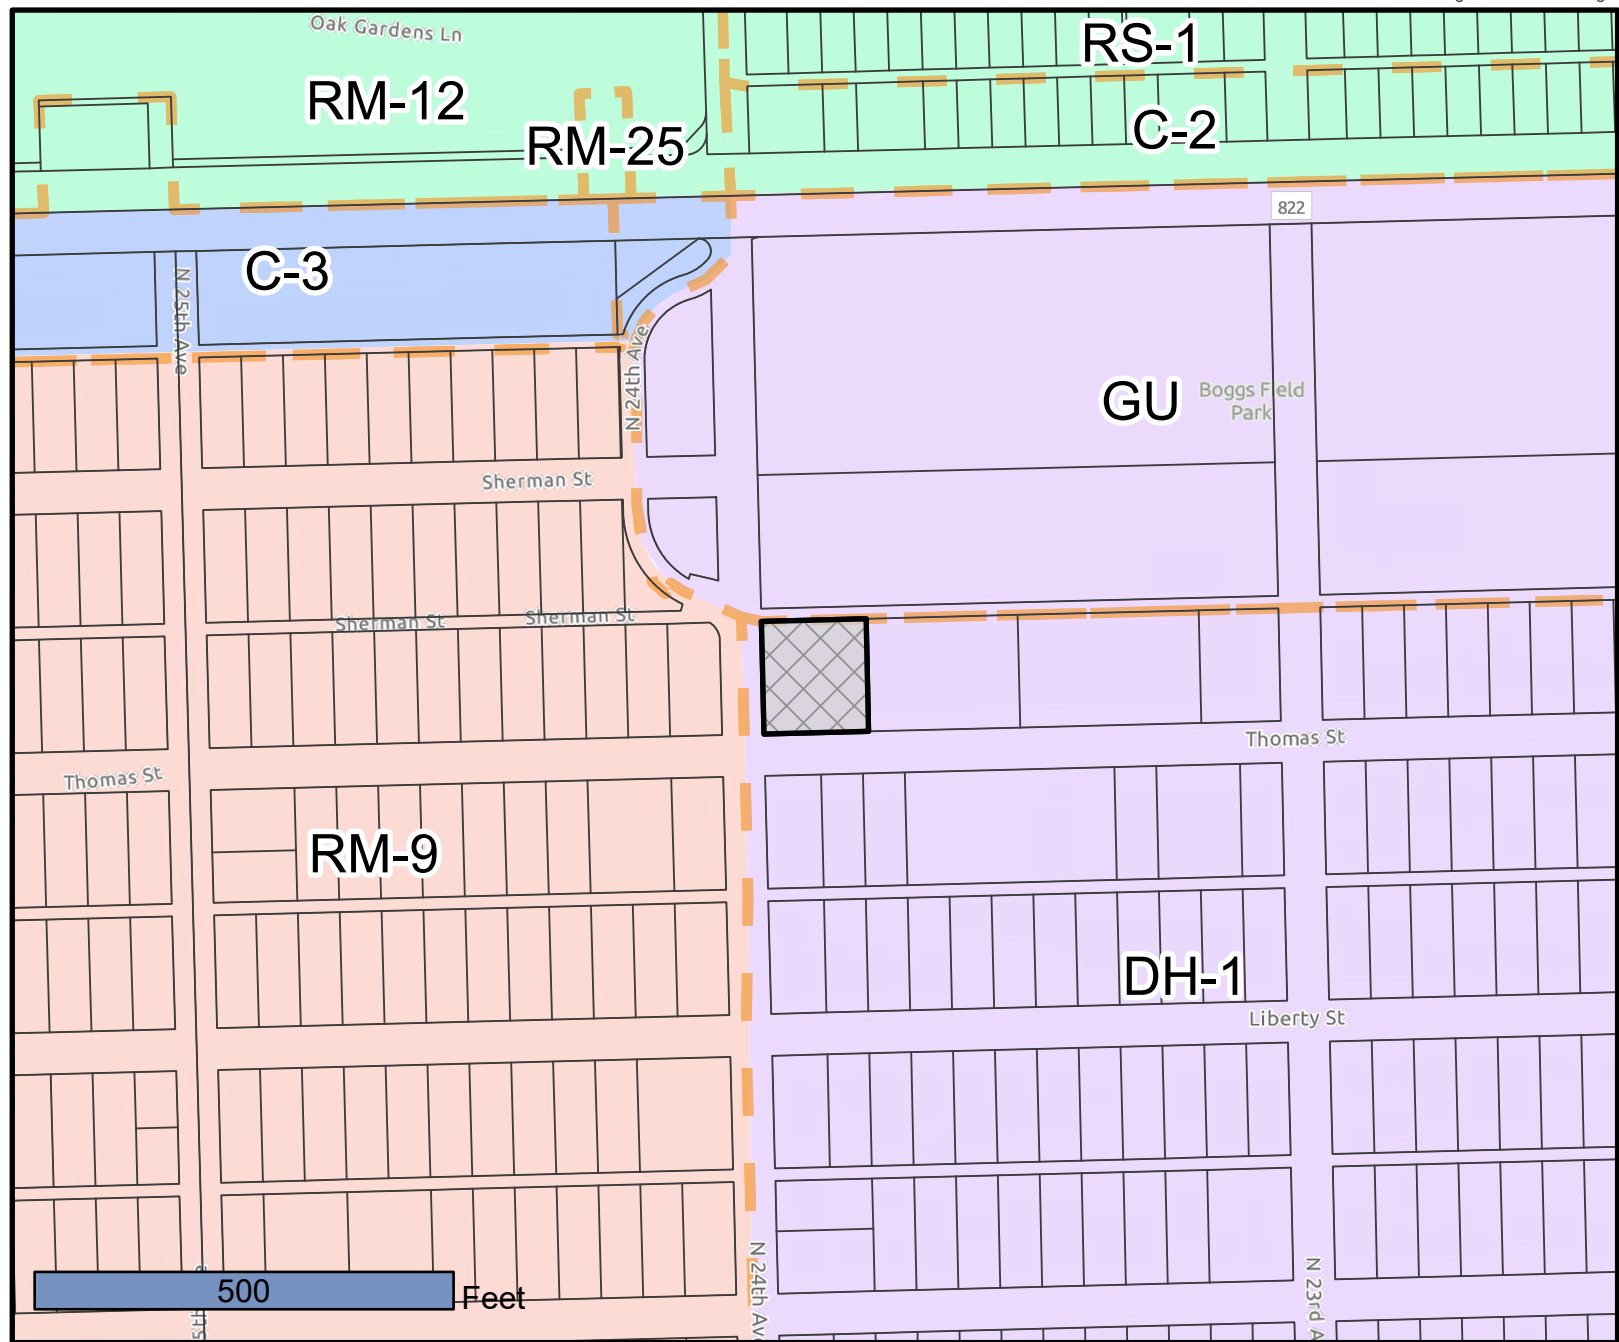 Oak Gardens Ln
RS-1
RM-12
RM-25
C-2
822
C-3
N 25th Ave
N 24th Ave
GU
Boggs Field
Park
Sherman St
Sherman St
Sherman St
Thomas St
Thomas St
RM-9
DH-1
Liberty St
N 24th Ave
N 23rd A
500
Feet